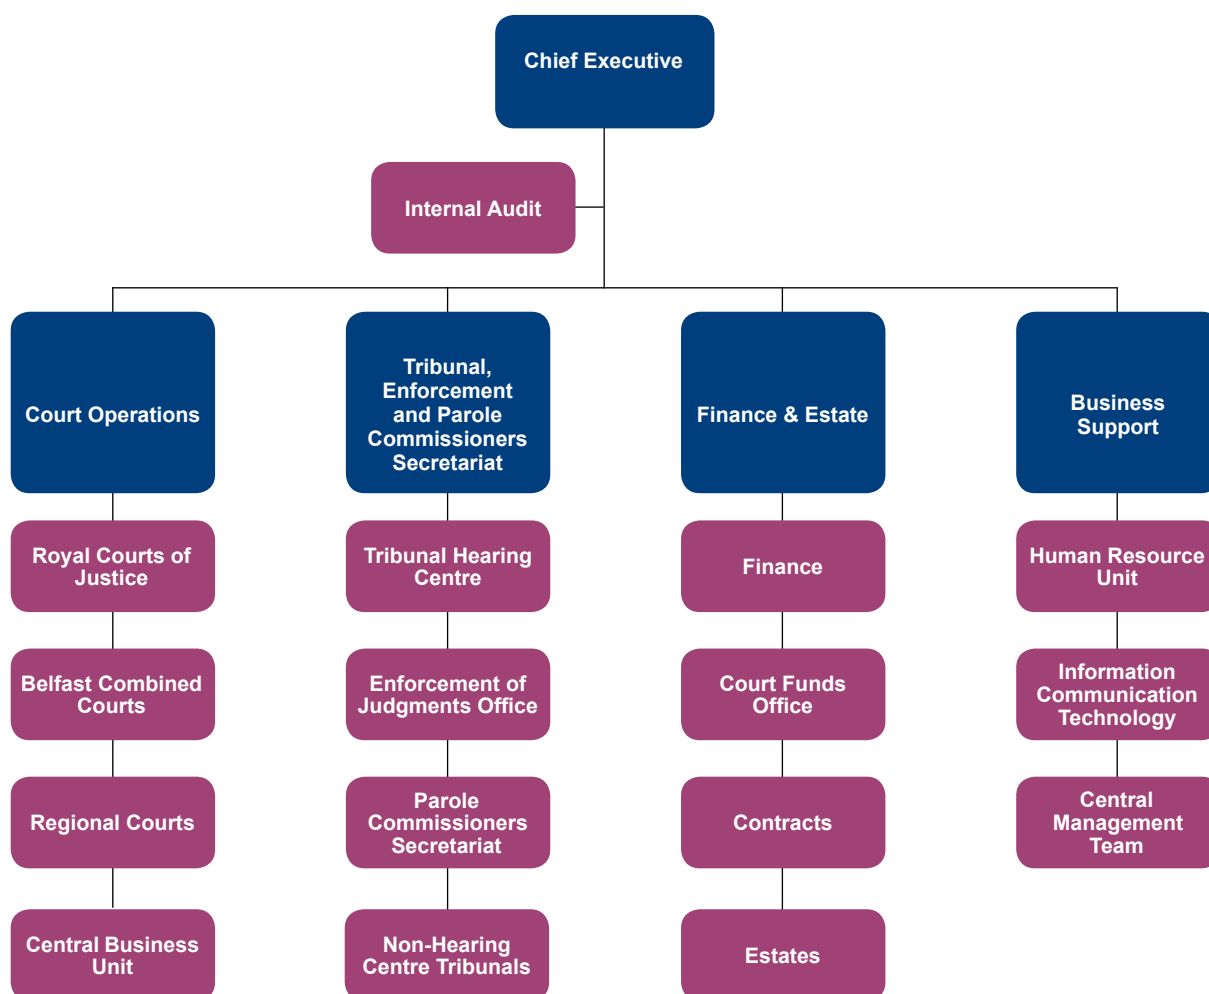 Chief Executive
Internal Audit
Court Operations
Tribunal,
Enforcement
and Parole
Commissioners
Secretariat
Finance & Estate
Business
Support
Royal Courts of
Justice
Tribunal Hearing
Centre
Finance
Human Resource
Unit
Belfast Combined
Courts
Enforcement of
Judgments Office
Court Funds
Office
Information
Communication
Technology
Regional Courts
Parole
Commissioners
Secretariat
Contracts
Central
Management
Team
Central Business
Unit
Non-Hearing
Centre Tribunals
Estates